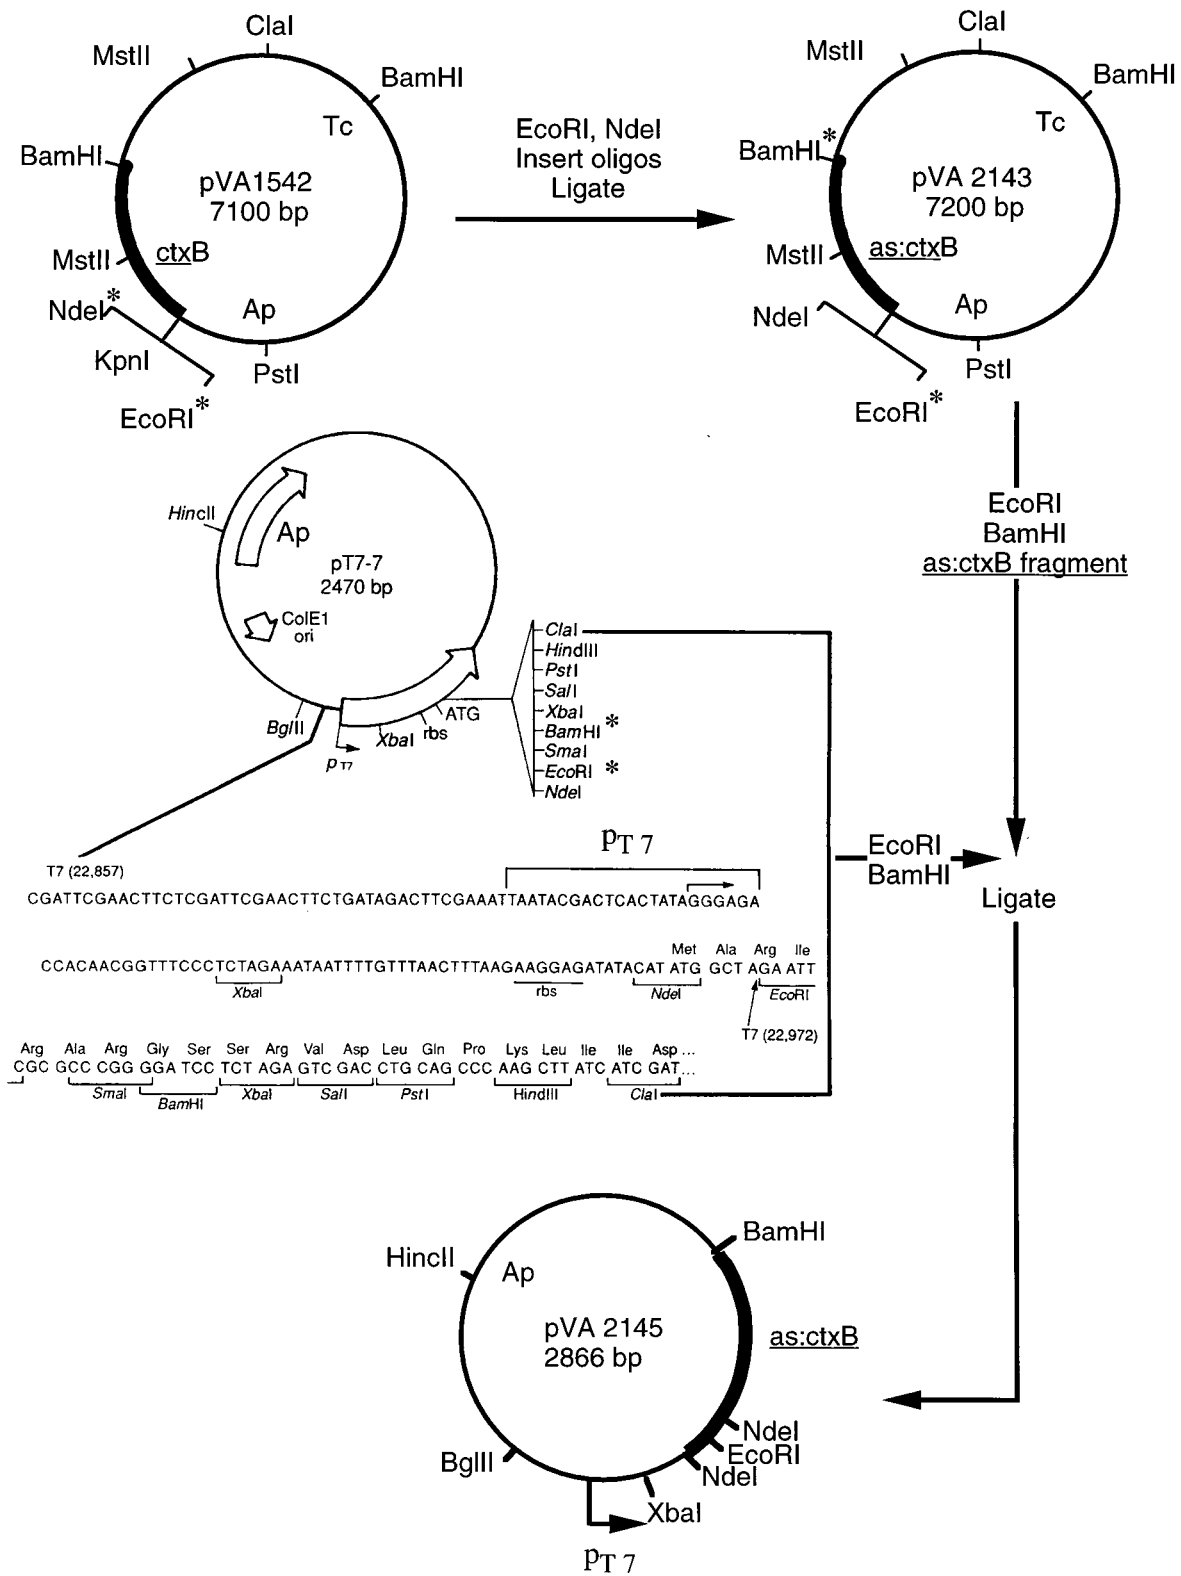 ClaI
MstII
BamHI
Tc
BamHI
pVA1542
7100 bp
MstII
ctxB
NdeI*
Ap
KpnI
PstI
EcoRI*
EcoRI, NdeI
Insert oligos
Ligate
ClaI
MstII
BamHI
Tc
BamHI*
pVA 2143
7200 bp
MstII
as:ctxB
NdeI
Ap
PstI
EcoRI*
EcoRI
BamHI
as:ctxB fragment
HincII
Ap
pT7-7
2470 bp
ColE1
ori
BglII
pT7
XbaI
rbs
ATG
ClaI
HindIII
PstI
SalI
XbaI
BamHI *
SmaI
EcoRI *
NdeI
pT 7
T7 (22,857)
CGATTCGAACTTCTCGATTCGAACTTCTGATAGACTTCGAAATTAATACGACTCACTATAGGGAGA
EcoRI
BamHI
Ligate
Met Ala Arg Ile
CCACAACGGTTTCCCTCTAGAAATAATTTTGTTTAACTTTAAGAAGGAGATATACAT ATG GCTA GA ATT
XbaI rbs NdeI EcoRI
T7 (22,972)
Arg Ala Arg Gly Ser Ser Arg Val Asp Leu Gln Pro Lys Leu Ile Ile Asp ...
CGC GCC CGG GGA TCC TCT AGA GTC GAC CTG CAG CCC AAG CTT ATC ATC GAT...
SmaI BamHI XbaI SalI PstI HindIII ClaI
BamHI
HincII
Ap
pVA 2145
2866 bp
as:ctxB
NdeI
EcoRI
NdeI
BglII
XbaI
pT 7